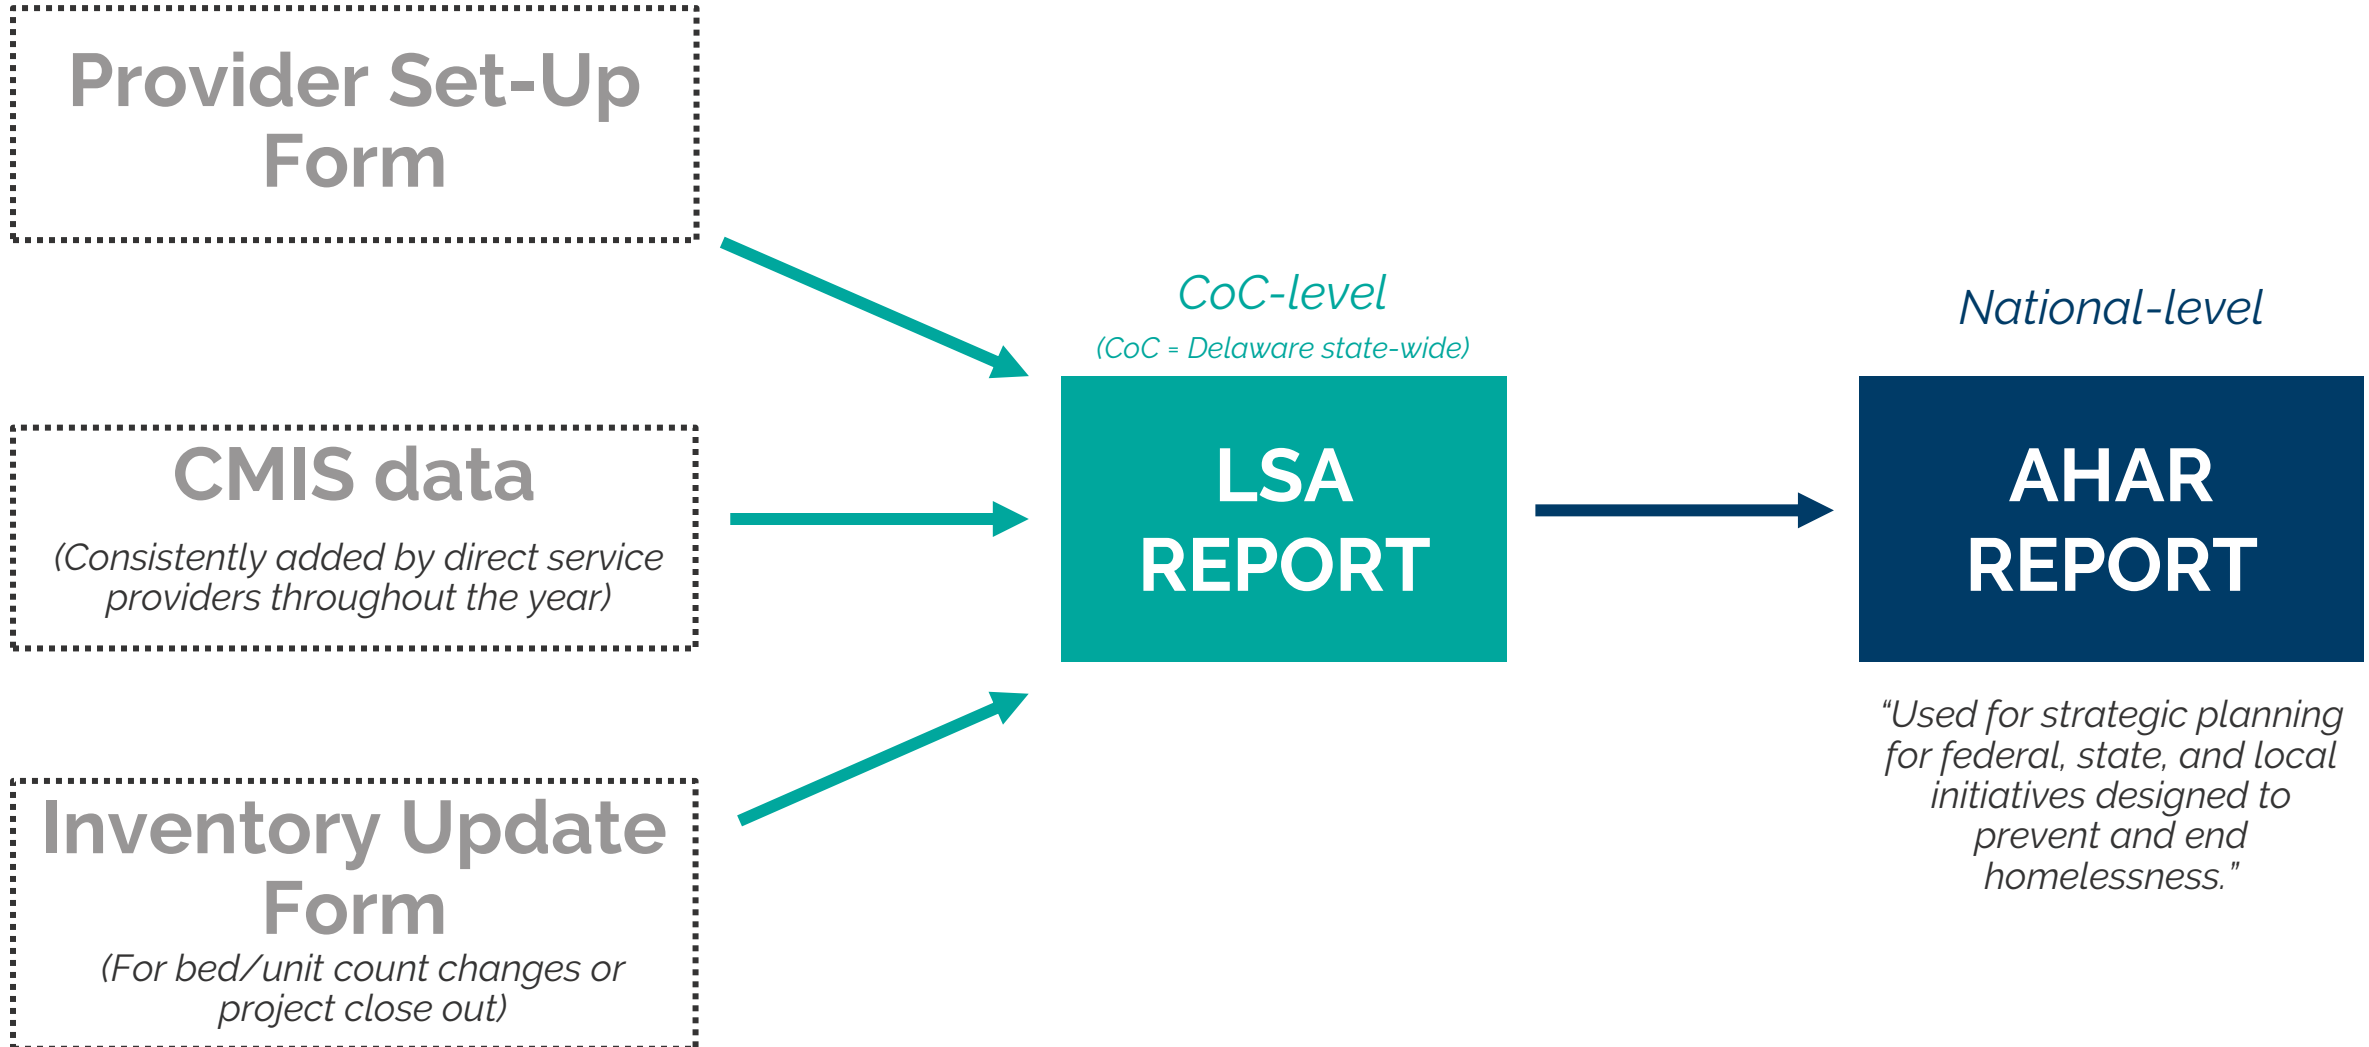 Provider Set-Up
Form
CMIS data
(Consistently added by direct service
providers throughout the year)
Inventory Update
Form
(For bed/unit count changes or
project close out)
CoC-level
(CoC = Delaware state-wide)
LSA
REPORT
National-level
AHAR
REPORT
“Used for strategic planning
for federal, state, and local
initiatives designed to
prevent and end
homelessness.”